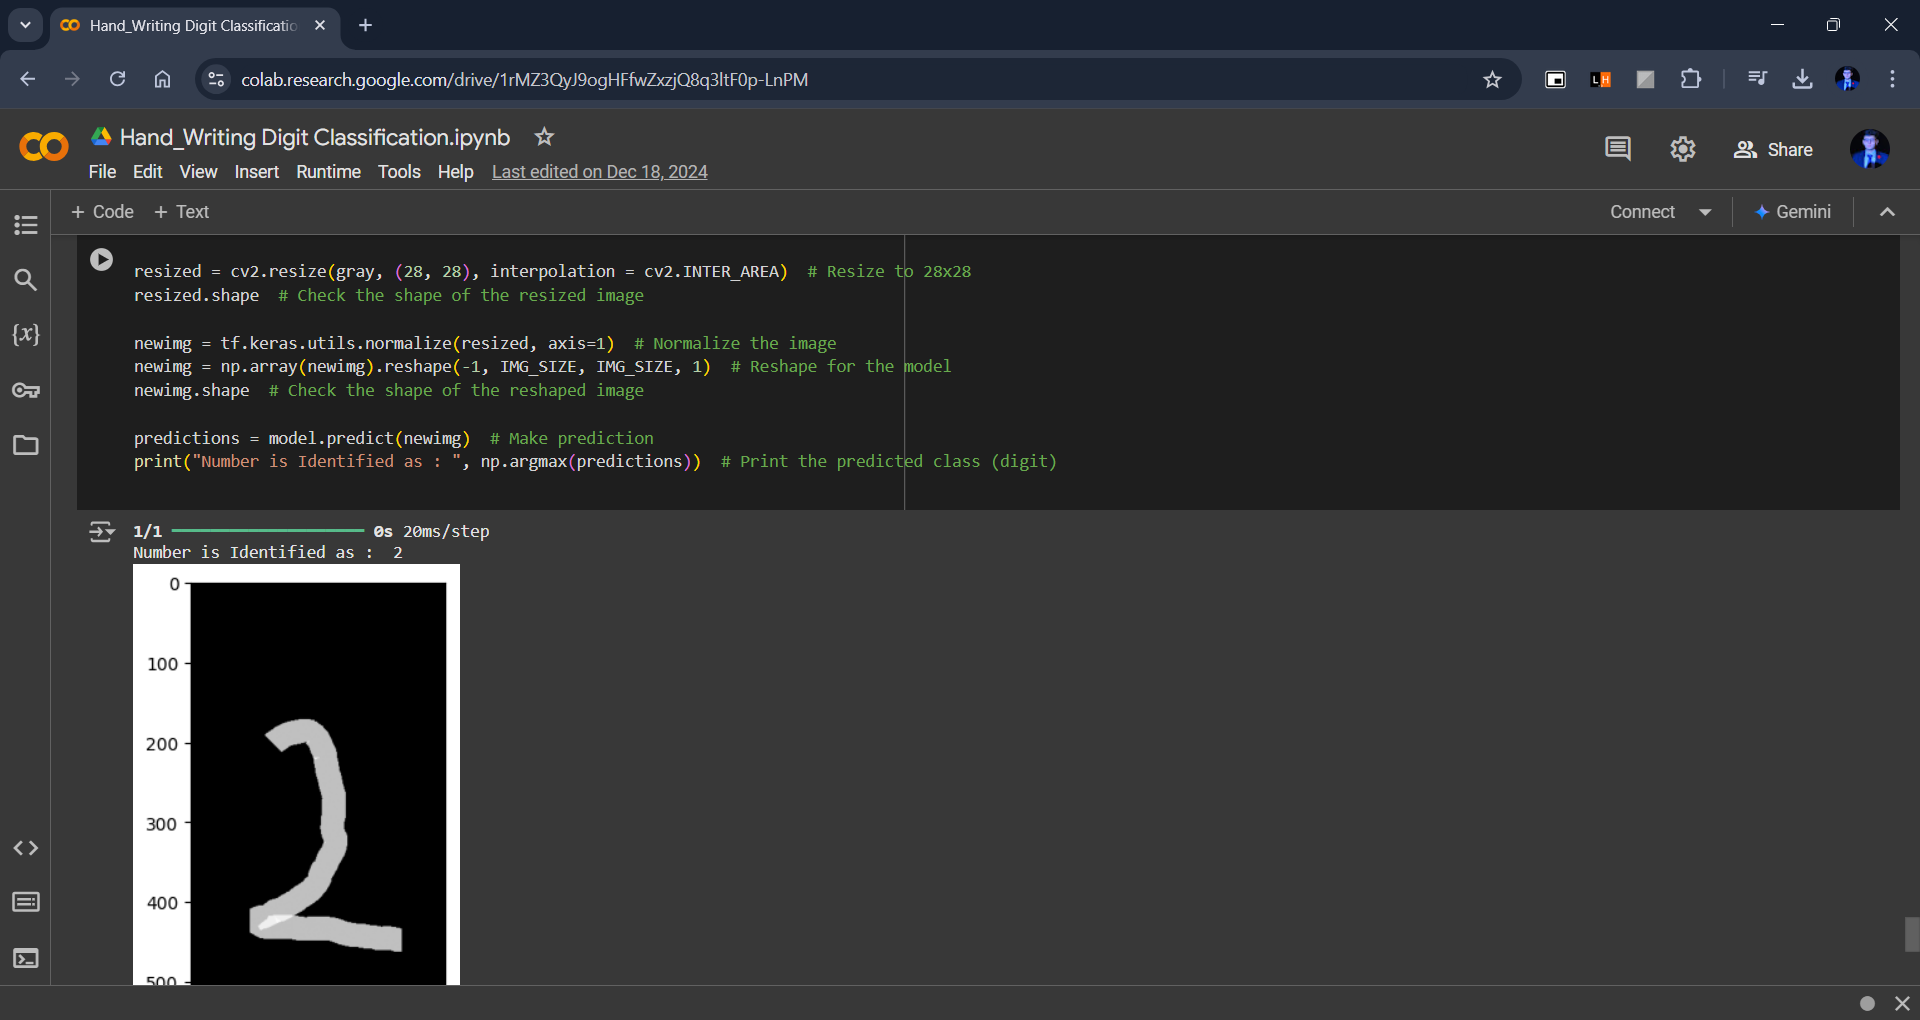 Hand_Writing Digit Classificatio
colab.research.google.com/drive/1rMZ3QyJ9ogHFfwZxzjQ8q3ltF0p-LnPM
LH
Hand_Writing Digit Classification.ipynb
Share
File Edit View Insert Runtime Tools Help Last edited on Dec 18, 2024
+ Code + Text
Connect
Gemini
{x}
resized = cv2.resize(gray, (28, 28), interpolation = cv2.INTER_AREA)  # Resize to 28x28
resized.shape  # Check the shape of the resized image
newimg = tf.keras.utils.normalize(resized, axis=1)  # Normalize the image
newimg = np.array(newimg).reshape(-1, IMG_SIZE, IMG_SIZE, 1)  # Reshape for the model
newimg.shape  # Check the shape of the reshaped image
predictions = model.predict(newimg)  # Make prediction
print("Number is Identified as : ", np.argmax(predictions))  # Print the predicted class (digit)
1/1 0s 20ms/step
Number is Identified as :  2
0
100
200
300
400
500
2